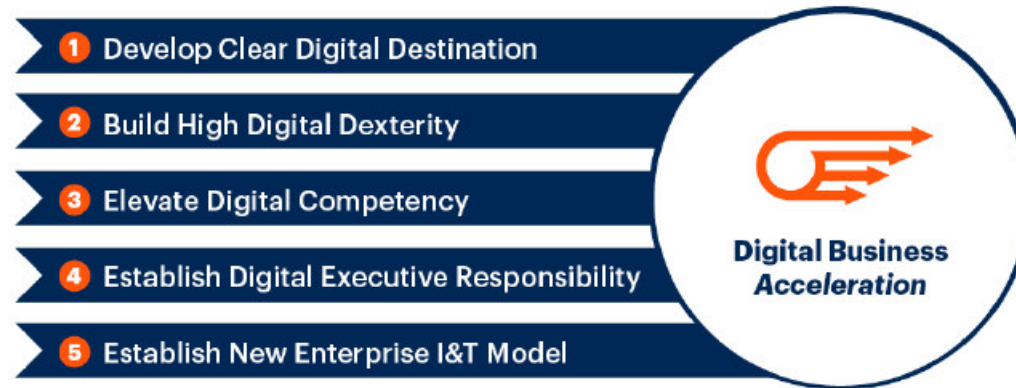 1 Develop Clear Digital Destination
2 Build High Digital Dexterity
3 Elevate Digital Competency
4 Establish Digital Executive Responsibility
5 Establish New Enterprise I&T Model
Digital Business
Acceleration